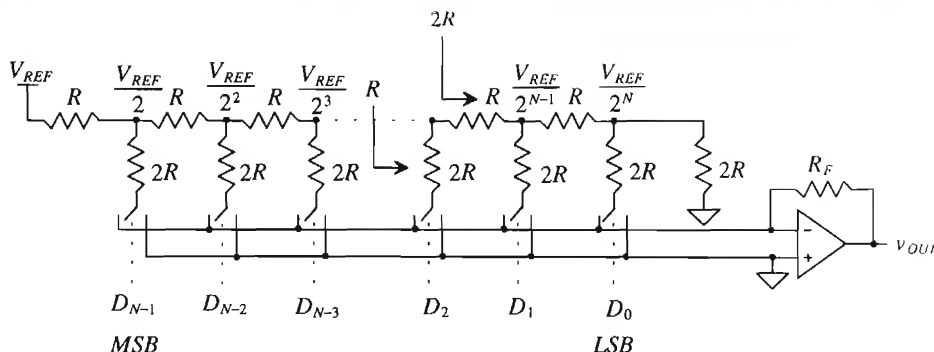 2R
V_REF
R
V_REF/2
R
V_REF/2^2
R
V_REF/2^3
R
R
V_REF/2^{N-1}
R
V_REF/2^N
2R
2R
2R
2R
2R
2R
2R
R_F
-
+
v_OUT
D_{N-1}
D_{N-2}
D_{N-3}
D_2
D_1
D_0
MSB
LSB